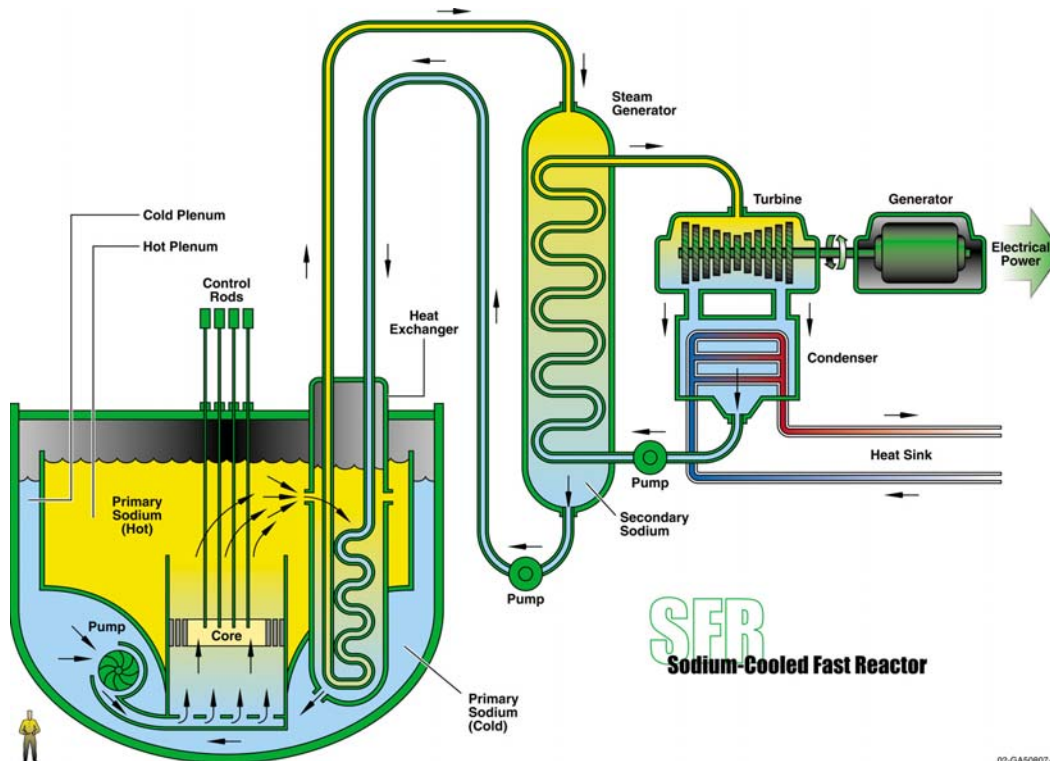 Steam
Generator
Cold Plenum
Hot Plenum
Control
Rods
Heat
Exchanger
Turbine
Generator
Electrical
Power
Condenser
Heat Sink
Pump
Primary
Sodium
(Hot)
Secondary
Sodium
Pump
Pump
Core
Primary
Sodium
(Cold)
SFR
Sodium-Cooled Fast Reactor